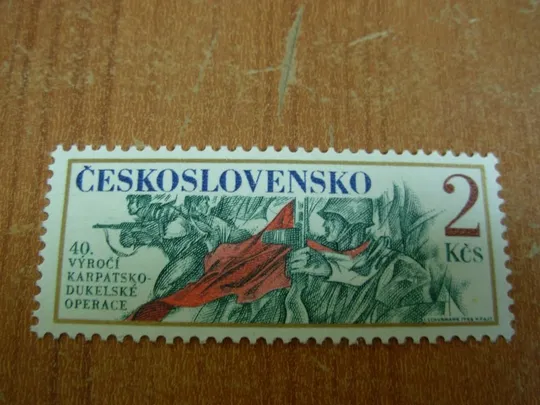 ČESKOSLOVENSKO
2
Kčs
40.
VÝROČÍ
KARPATSKO-
DUKELSKÉ
OPERACE